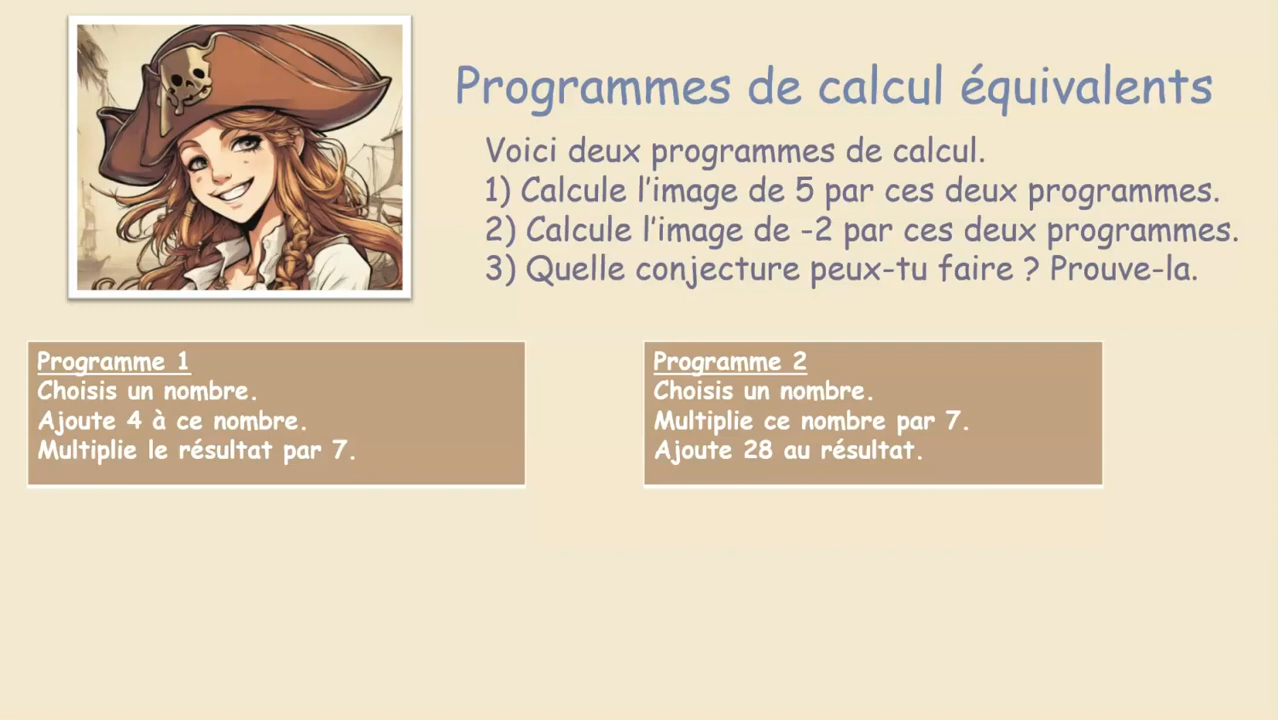 Programmes de calcul équivalents
Voici deux programmes de calcul.
1) Calcule l'image de 5 par ces deux programmes.
2) Calcule l'image de -2 par ces deux programmes.
3) Quelle conjecture peux-tu faire ? Prouve-la.
Programme 1
Choisis un nombre.
Ajoute 4 à ce nombre.
Multiplie le résultat par 7.
Programme 2
Choisis un nombre.
Multiplie ce nombre par 7.
Ajoute 28 au résultat.